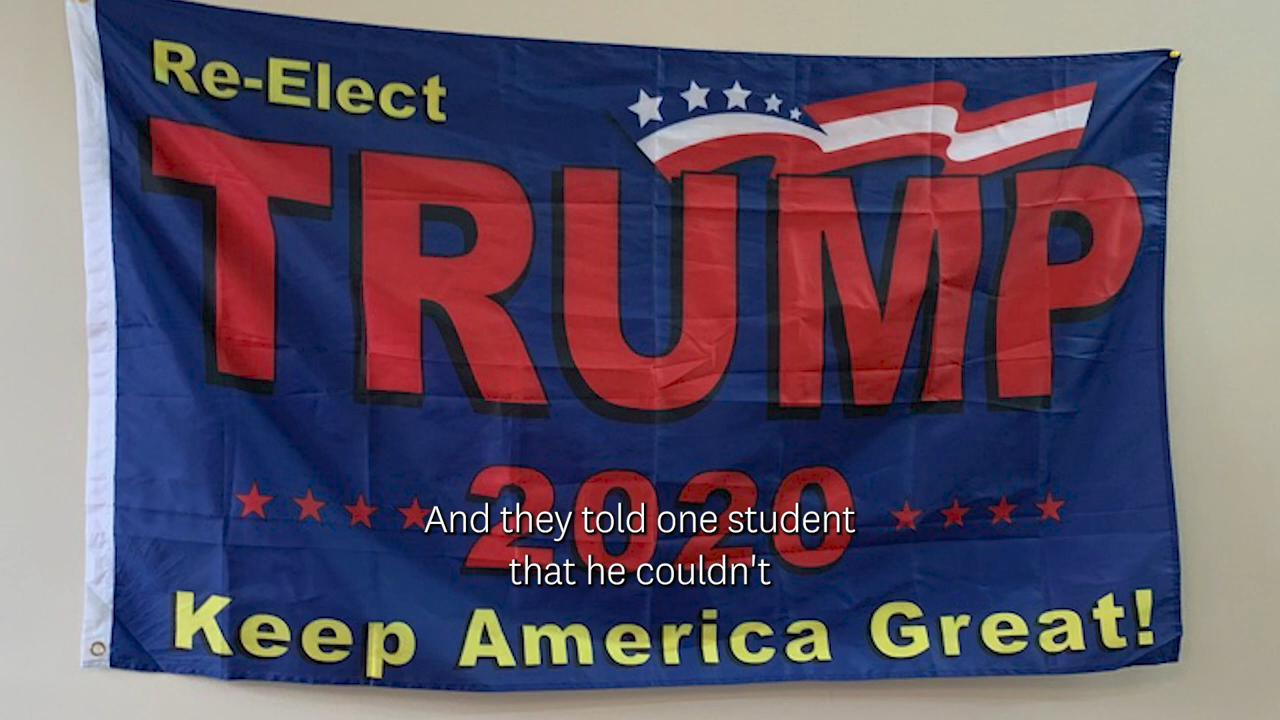 Re-Elect
TRUMP
2020
And they told one student
that he couldn't
Keep America Great!